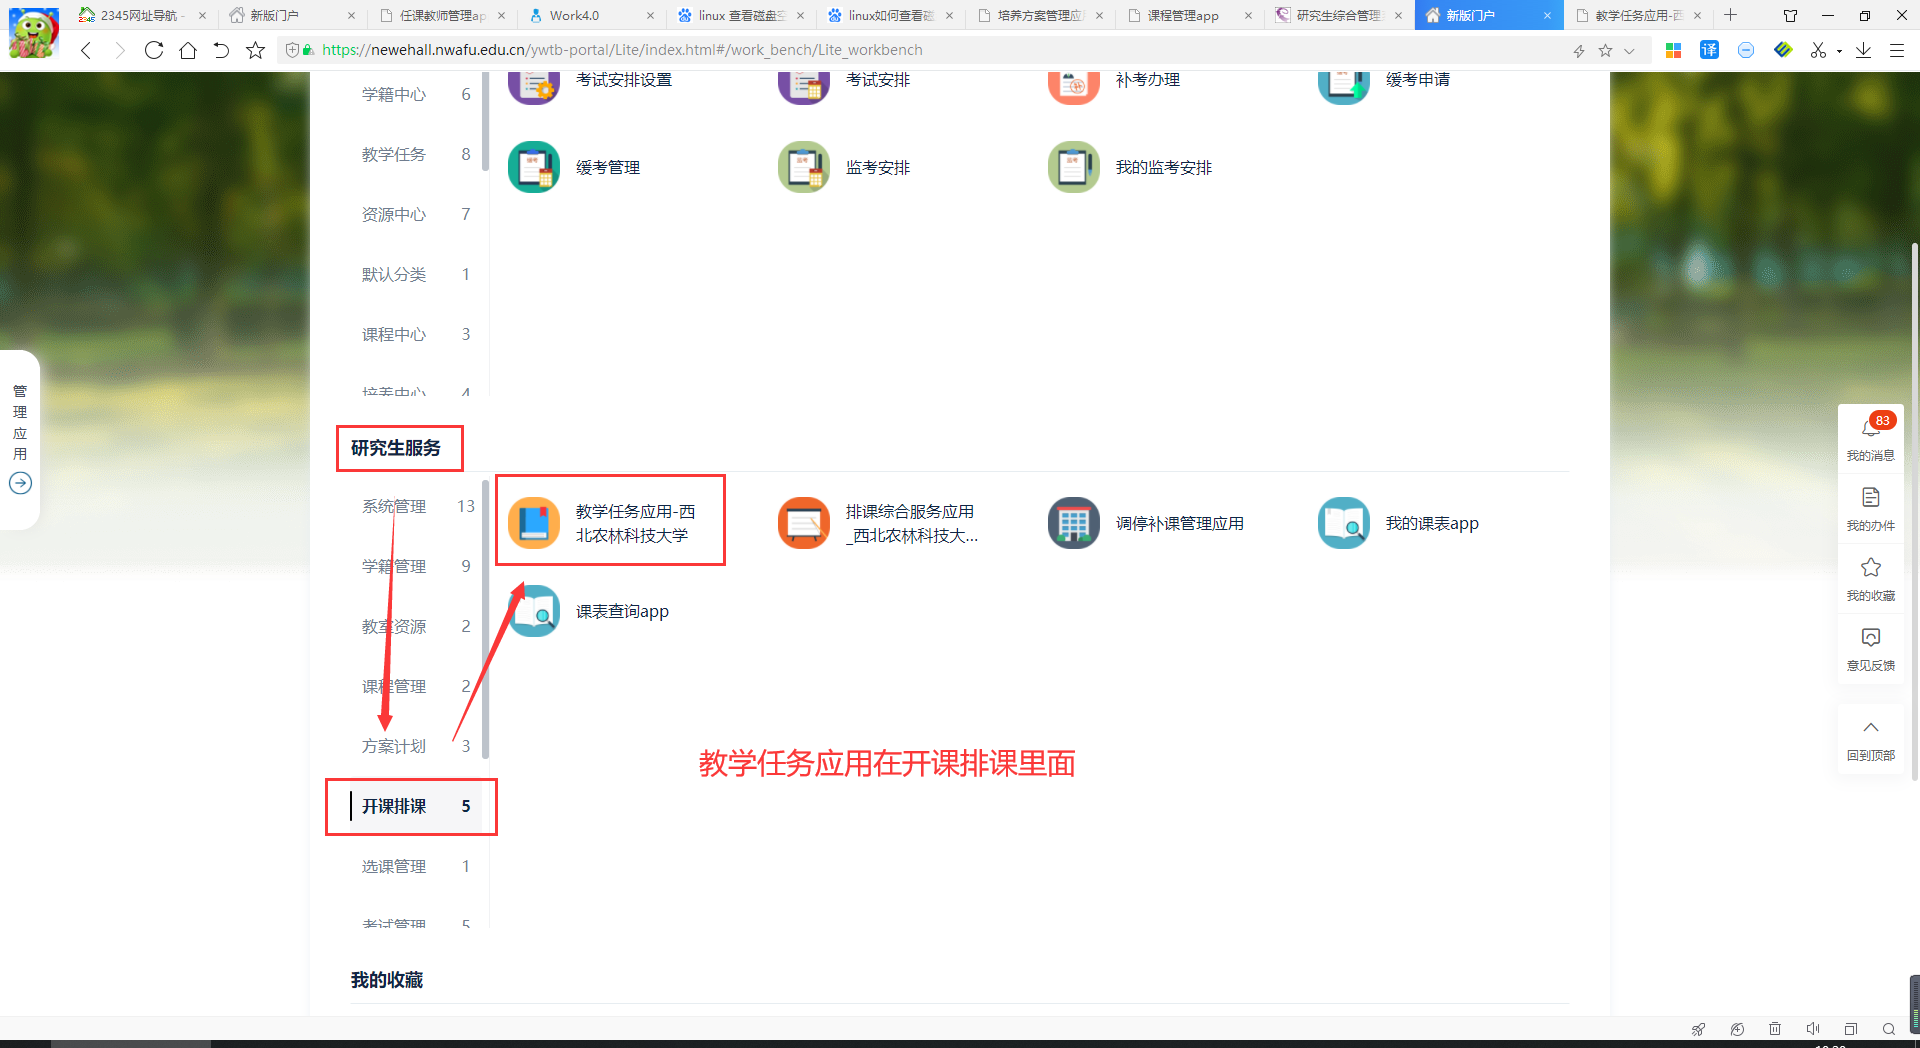 2345网址导航 -
新版门户
任课教师管理ap
Work4.0
linux 查看磁盘空
linux如何查看磁
培养方案管理应
课程管理app
研究生综合管理
新版门户
教学任务应用-西
https://newehall.nwafu.edu.cn/ywtb-portal/Lite/index.html#/work_bench/Lite_workbench
译
考试安排设置
考试安排
补考办理
缓考申请
学籍中心 6
教学任务 8
缓考管理
监考安排
我的监考安排
资源中心 7
默认分类 1
课程中心 3
培养中心 4
管理应用
83
我的消息
我的办件
我的收藏
意见反馈
回到顶部
研究生服务
系统管理 13
学籍管理 9
教室资源 2
课程管理 2
方案计划 3
开课排课 5
选课管理 1
考试管理 5
教学任务应用-西
北农林科技大学
排课综合服务应用
_西北农林科技大...
调停补课管理应用
我的课表app
课表查询app
教学任务应用在开课排课里面
我的收藏